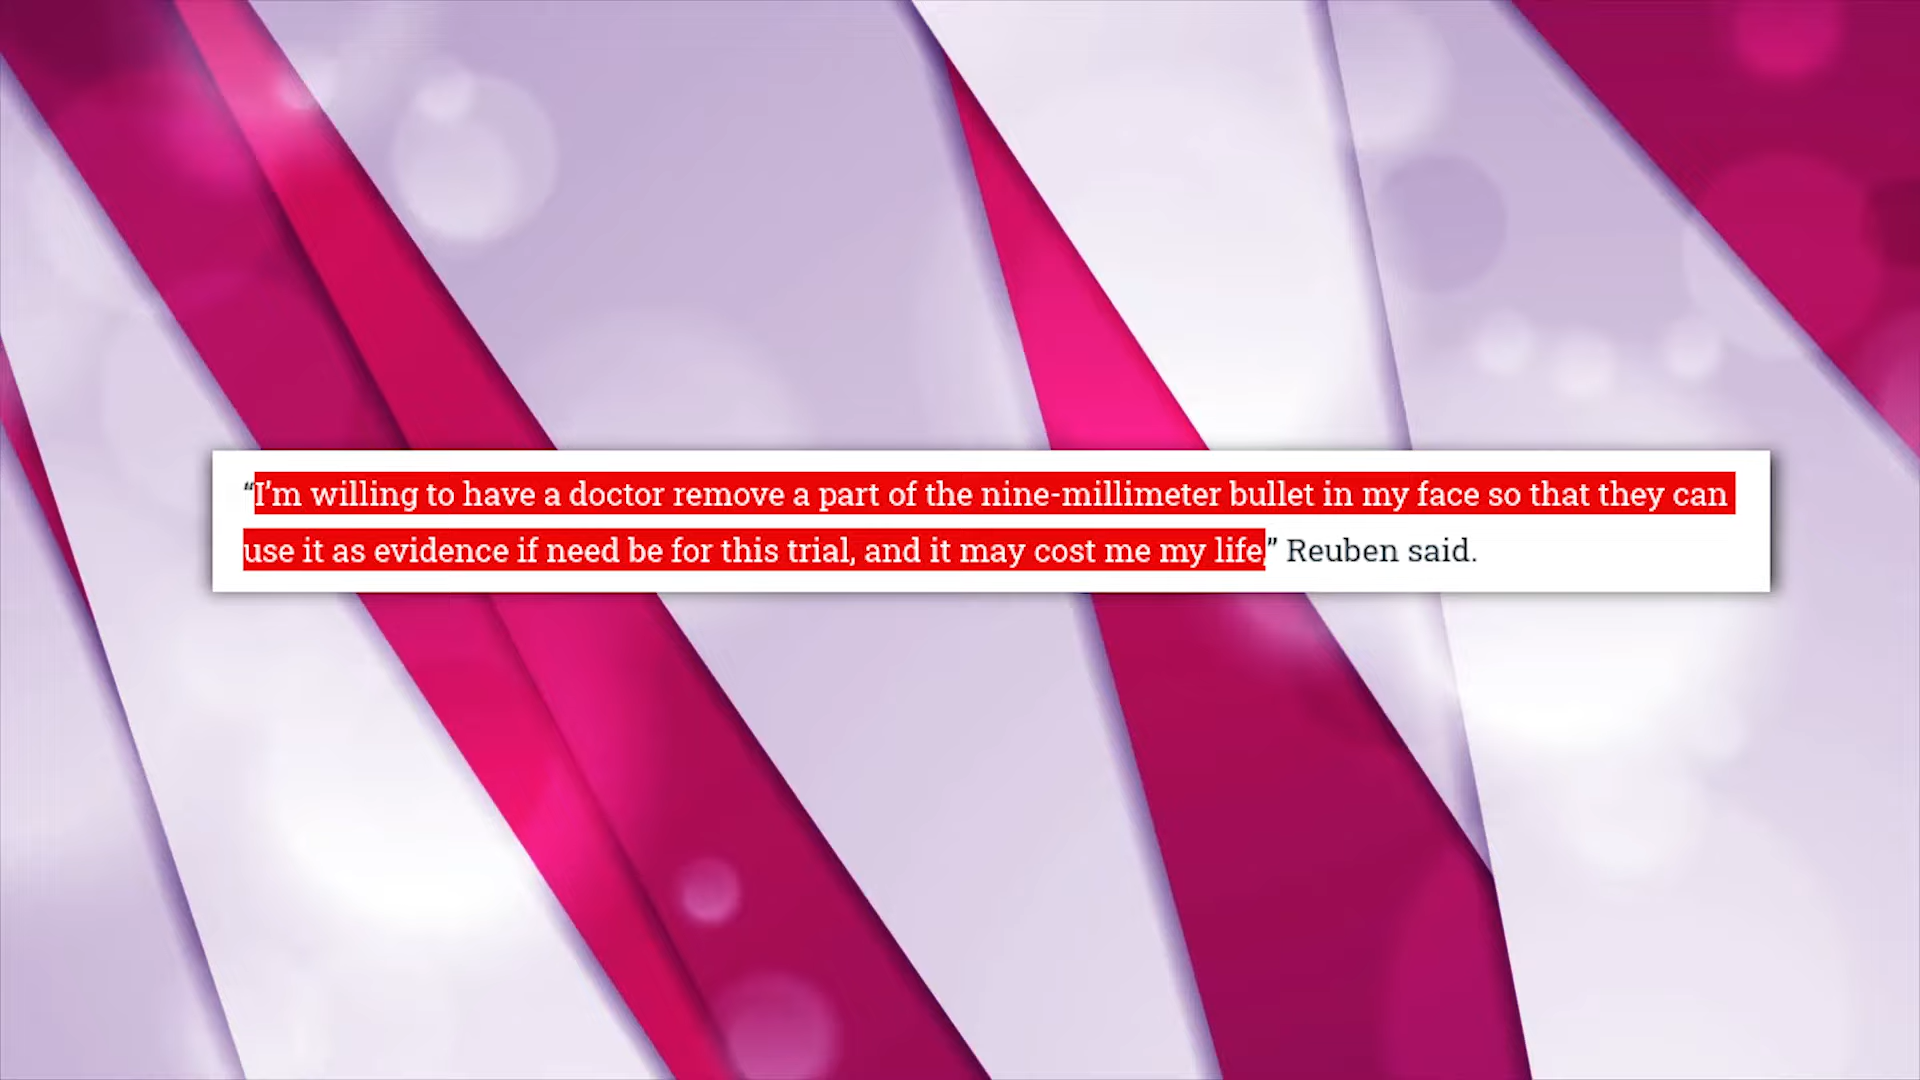 “I’m willing to have a doctor remove a part of the nine-millimeter bullet in my face so that they can
use it as evidence if need be for this trial, and it may cost me my life,” Reuben said.